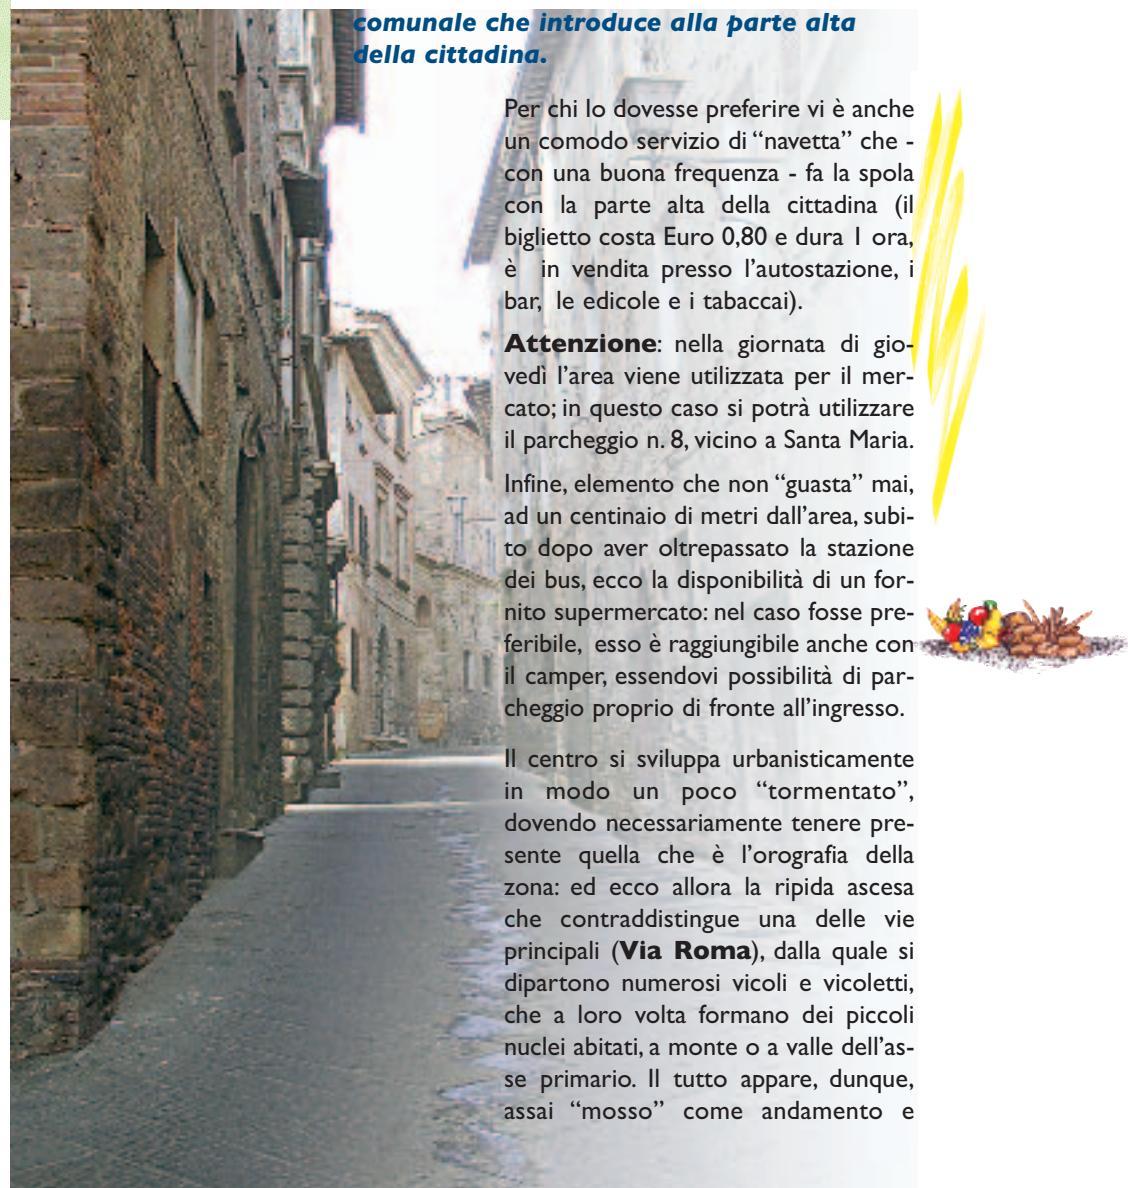 comunale che introduce alla parte alta
della cittadina.
Per chi lo dovesse preferire vi è anche
un comodo servizio di “navetta” che -
con una buona frequenza - fa la spola
con la parte alta della cittadina (il
biglietto costa Euro 0,80 e dura 1 ora,
è in vendita presso l’autostazione, i
bar, le edicole e i tabaccai).
Attenzione: nella giornata di gio-
vedì l’area viene utilizzata per il mer-
cato; in questo caso si potrà utilizzare
il parcheggio n. 8, vicino a Santa Maria.
Infine, elemento che non “guasta” mai,
ad un centinaio di metri dall’area, subi-
to dopo aver oltrepassato la stazione
dei bus, ecco la disponibilità di un for-
nito supermercato: nel caso fosse pre-
feribile, esso è raggiungibile anche con
il camper, essendovi possibilità di par-
cheggio proprio di fronte all’ingresso.
Il centro si sviluppa urbanisticamente
in modo un poco “tormentato”,
dovendo necessariamente tenere pre-
sente quella che è l’orografia della
zona: ed ecco allora la ripida ascesa
che contraddistingue una delle vie
principali (Via Roma), dalla quale si
dipartono numerosi vicoli e vicoletti,
che a loro volta formano dei piccoli
nuclei abitati, a monte o a valle dell’as-
se primario. Il tutto appare, dunque,
assai “mosso” come andamento e